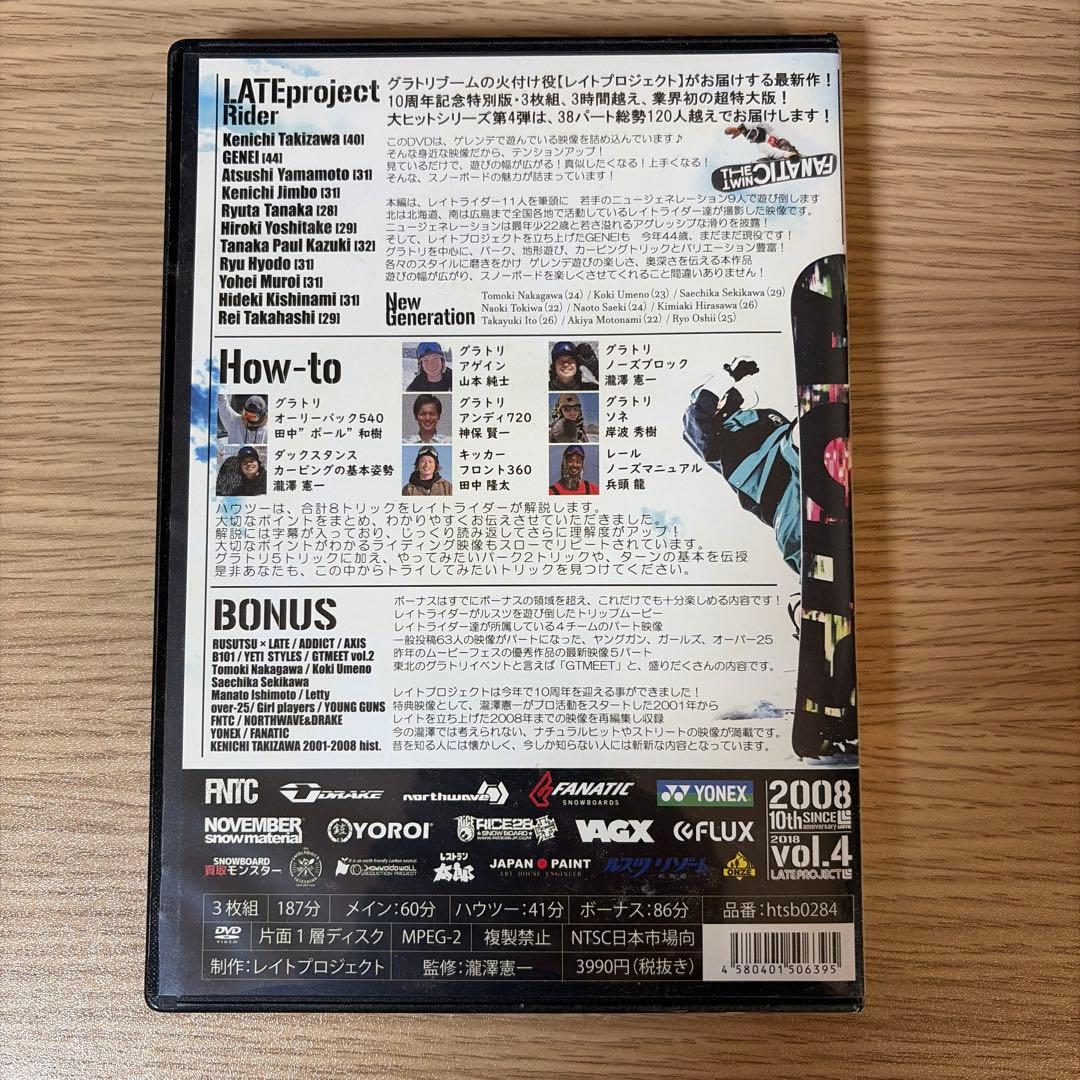 LATEproject
Rider
Kenichi Takizawa [40]
GENEI [44]
Atsushi Yamamoto [31]
Kenichi Jimbo [31]
Ryuta Tanaka [28]
Hiroki Yoshitake [29]
Tanaka Paul Kazuki [32]
Ryu Hyodo [31]
Yohei Muroi [31]
Hideki Kishinami [31]
Rei Takahashi [29]
グラトリブームの火付け役【レイトプロジェクト】がお届けする最新作!
10周年記念特別版・3枚組、3時間越え、業界初の超特大版!
大ヒットシリーズ第4弾は、38パート総勢120人越えでお届けします!
このDVDは、ゲレンデで遊んでいる映像を詰め込んでいます♪
そんな身近な映像だから、テンションアップ!
見ているだけで、遊びの幅が広がる!真似したくなる!上手くなる!
そんな、スノーボードの魅力が詰まっています!
FANATIC
THE TWIN
本編は、レイトライダー11人を筆頭に 若手のニュージェネレーション9人で遊び倒します
北は北海道、南は広島まで全国各地で活動しているレイトライダー達が撮影した映像です。
ニュージェネレーションは最年少22歳と若さ溢れるアグレッシブな滑りを披露!
そして、レイトプロジェクトを立ち上げたGENEIも 今年44歳、まだまだ現役です!
グラトリを中心に、パーク、地形遊び、カービングトリックとバリエーション豊富!
各々のスタイルに磨きをかけ ゲレンデ遊びの楽しさ、奥深さを伝える本作品
遊びの幅が広がり、スノーボードを楽しくさせてくれること間違いありません!
New
Generation
Tomoki Nakagawa (24) / Koki Umeno (23) / Saechika Sekikawa (29)
Naoki Tokiwa (22) / Naoto Saeki (24) / Kimiaki Hirasawa (26)
Takayuki Ito (26) / Akiya Motonami (22) / Ryo Oshii (25)
How-to
グラトリ
アゲイン
山本 純士
グラトリ
ノーズブロック
瀧澤 憲一
グラトリ
オーリーバック540
田中"ポール"和樹
グラトリ
アンディ720
神保 賢一
グラトリ
ソネ
岸波 秀樹
ダックスタンス
カービングの基本姿勢
瀧澤 憲一
キッカー
フロント360
田中 隆太
レール
ノーズマニュアル
兵頭 龍
ハウツーは、合計8トリックをレイトライダーが解説します。
大切なポイントをまとめ、わかりやすくお伝えさせていただきました。
解説には字幕が入っており、じっくり読み返してさらに理解度がアップ!
大切なポイントがわかるライディング映像もスローでリピートされています。
グラトリ5トリックに加え、やってみたいパーク2トリックや、ターンの基本を伝授
是非あなたも、この中からトライしてみたいトリックを見つけてください。
BONUS
RUSUTSU × LATE / ADDICT / AXIS
B101 / YETI STYLES / GTMEET vol.2
Tomoki Nakagawa / Koki Umeno
Saechika Sekikawa
Manato Ishimoto / Letty
over-25/ Girl players / YOUNG GUNS
FNTC / NORTHWAVE&DRAKE
YONEX / FANATIC
KENICHI TAKIZAWA 2001-2008 hist.
ボーナスはすでにボーナスの領域を超え、これだけでも十分楽しめる内容です!
レイトライダーがルスツを遊び倒したトリップムービー
レイトライダー達が所属している4チームのパート映像
一般投稿63人の映像がパートになった、ヤングガン、ガールズ、オーバー25
昨年のムービーフェスの優秀作品の最新映像5パート
東北のグラトリイベントと言えば「GTMEET」と、盛りだくさんの内容です。
レイトプロジェクトは今年で10周年を迎える事ができました!
特典映像として、瀧澤憲一がプロ活動をスタートした2001年から
レイトを立ち上げた2008年までの映像を再編集し収録
今の瀧澤では考えられない、ナチュラルヒットやストリートの映像が満載です。
昔を知る人には懐かしく、今しか知らない人には斬新な内容となっています。
FNTC
DRAKE
northwave
FANATIC
SNOWBOARDS
YONEX
NOVEMBER
snowmaterial
YOROI
RICE28
SNOWBOARD
WWW.RICE28JP.COM
VAGX
FLUX
SNOWBOARD
買取モンスター
It is an earth friendly carbon neutral.
PRODUCTION PROJECT
レストラン
太郎
JAPAN PAINT
ART HOUSE ENGINEER
ルスツリゾート
北海道
ONZE
2008
10th SINCE
anniversary LATE
2018
vol.4
LATEPROJECT
3枚組
187分
メイン:60分
ハウツー:41分
ボーナス:86分
品番:htsb0284
DVD
VIDEO
片面1層ディスク
MPEG-2
複製禁止
NTSC日本市場向
制作:レイトプロジェクト
監修:瀧澤憲一
3990円(税抜き)
4 580401 506395